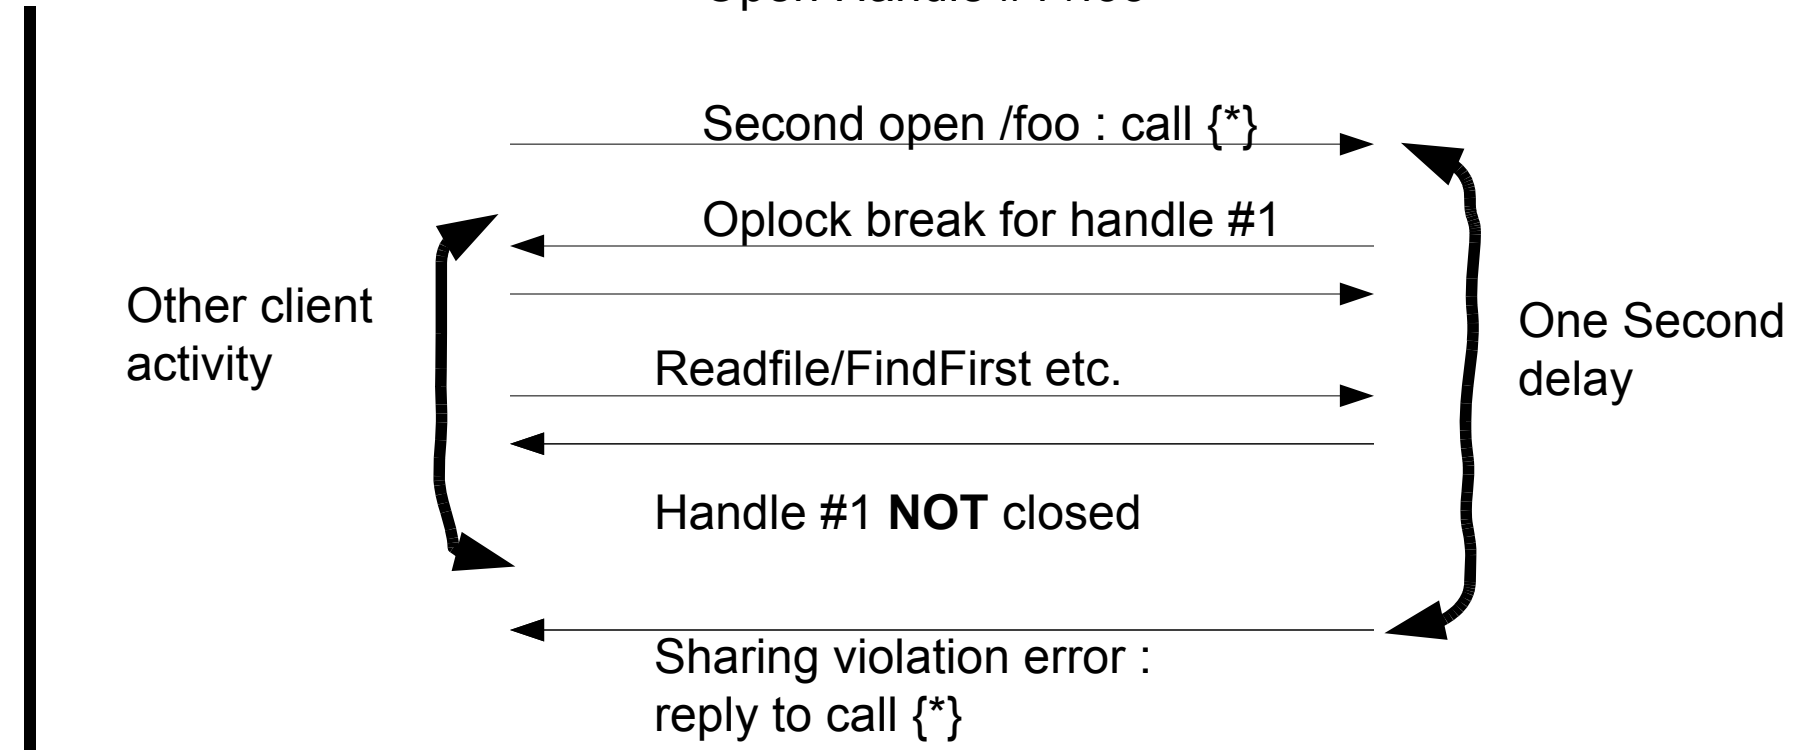 Second open /foo : call {*}
Oplock break for handle #1
Other client
activity
One Second
delay
Readfile/FindFirst etc.
Handle #1 NOT closed
Sharing violation error :
reply to call {*}